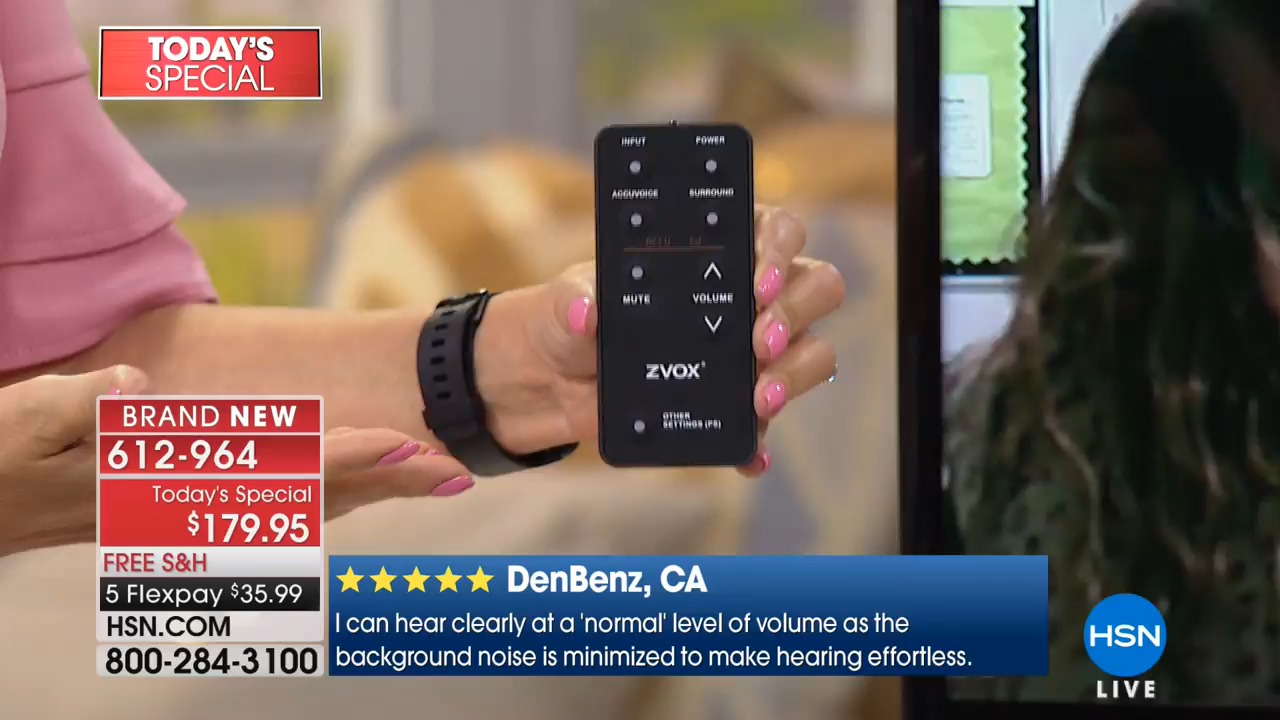 TODAY'S
SPECIAL
INPUT
POWER
ACCUVOICE
SURROUND
MUTE
VOLUME
ZVOX
OTHER
SETTINGS (PS)
BRAND NEW
612-964
Today's Special
$179.95
FREE S&H
5 Flexpay $35.99
HSN.COM
800-284-3100
★★★★★ DenBenz, CA
I can hear clearly at a 'normal' level of volume as the
background noise is minimized to make hearing effortless.
HSN
LIVE